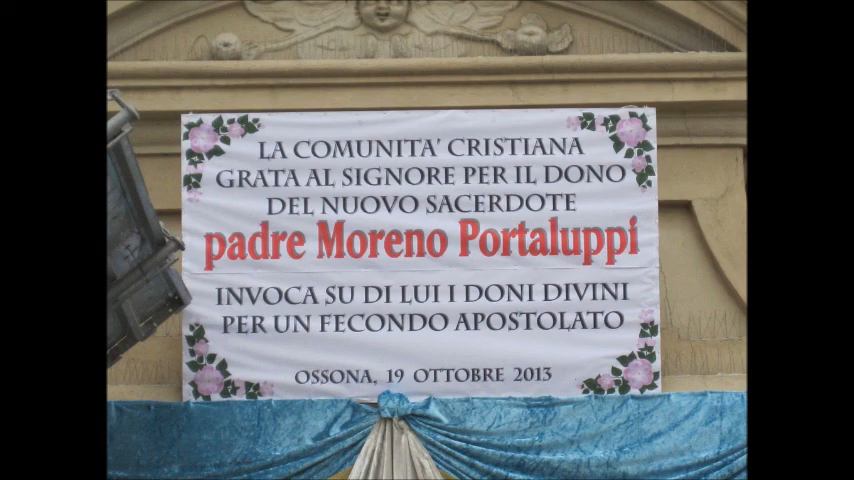 LA COMUNITA' CRISTIANA
GRATA AL SIGNORE PER IL DONO
DEL NUOVO SACERDOTE
padre Moreno Portaluppi
INVOCA SU DI LUI I DONI DIVINI
PER UN FECONDO APOSTOLATO
OSSONA, 19 OTTOBRE 2013